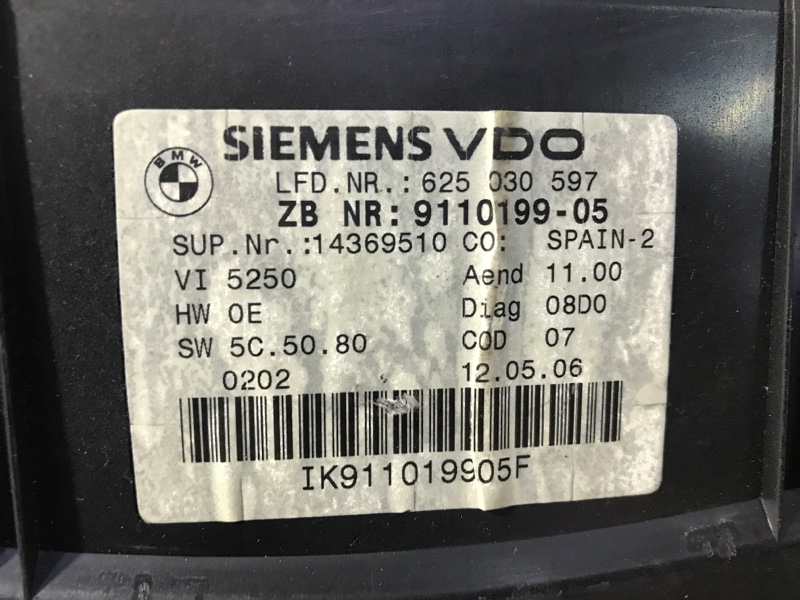 SIEMENS VDO
BMW
LFD.NR.: 625 030 597
ZB NR: 9110199-05
SUP.Nr.:14369510 CO: SPAIN-2
VI 5250 Aend 11.00
HW 0E Diag 08D0
SW 5C.50.80 COD 07
0202 12.05.06
IK911019905F